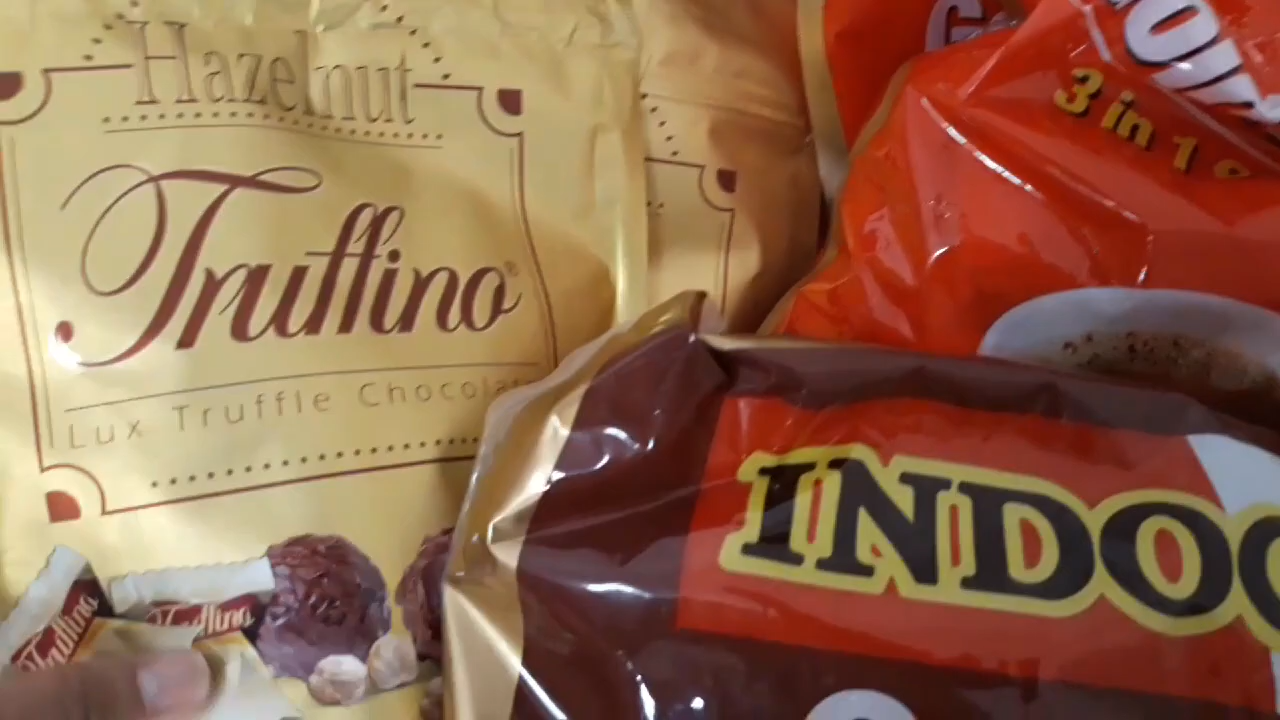 Hazelnut
Truffino
Lux Truffle Chocolat
Truffino
Truffino
3 in 1
INDOC